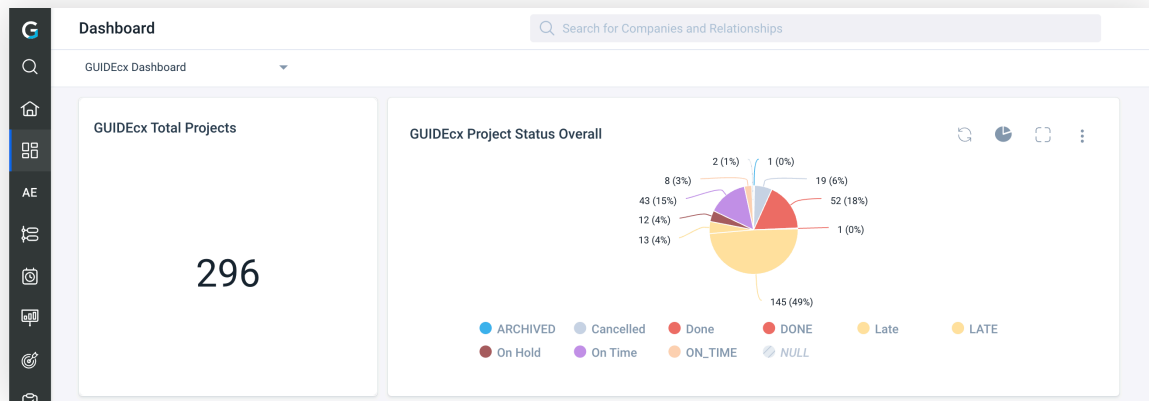 G
Dashboard
Search for Companies and Relationships
GUIDEcx Dashboard
AE
GUIDEcx Total Projects
296
GUIDEcx Project Status Overall
2 (1%)
1 (0%)
8 (3%)
19 (6%)
43 (15%)
52 (18%)
12 (4%)
1 (0%)
13 (4%)
145 (49%)
ARCHIVED Cancelled Done DONE Late LATE
On Hold On Time ON_TIME NULL